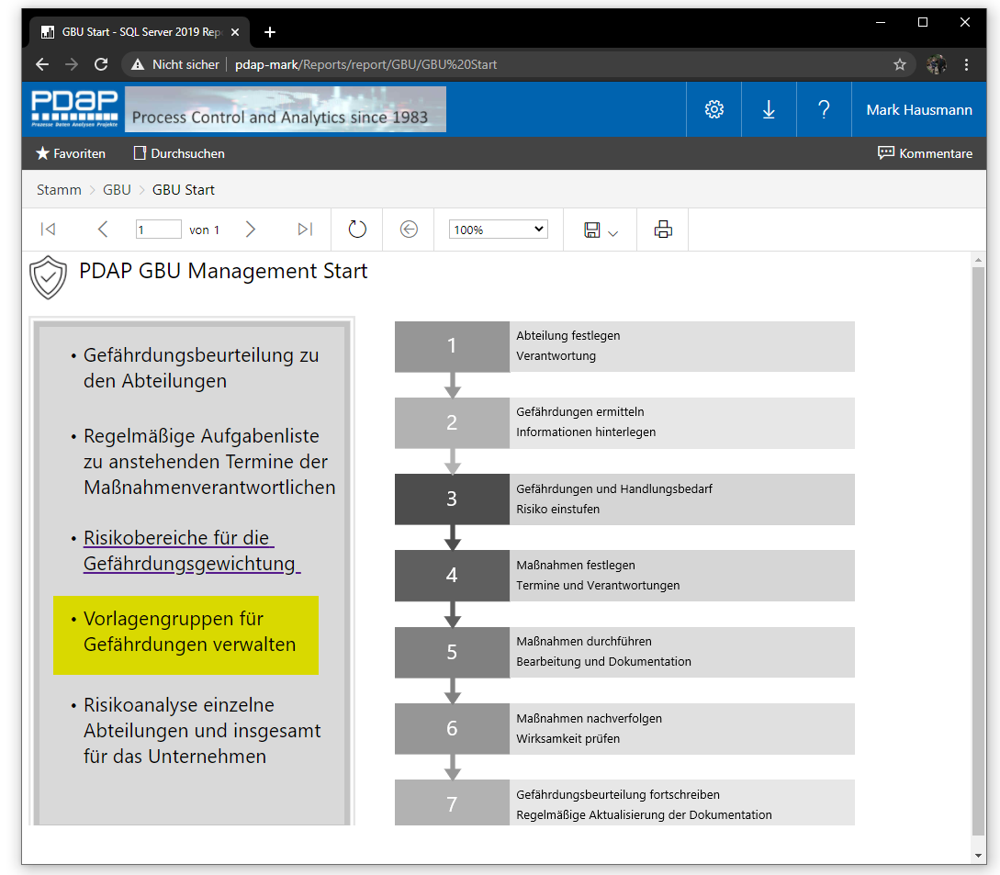 GBU Start - SQL Server 2019 Rep
Nicht sicher
pdap-mark/Reports/report/GBU/GBU%20Start
PDAP
Prozesse Daten Analysen Projekte
Process Control and Analytics since 1983
?
Mark Hausmann
Favoriten
Durchsuchen
Kommentare
Stamm > GBU > GBU Start
1 von 1
100%
PDAP GBU Management Start
• Gefährdungsbeurteilung zu
den Abteilungen
• Regelmäßige Aufgabenliste
zu anstehenden Termine der
Maßnahmenverantwortlichen
• Risikobereiche für die
Gefährdungsgewichtung
• Vorlagengruppen für
Gefährdungen verwalten
• Risikoanalyse einzelne
Abteilungen und insgesamt
für das Unternehmen
1
Abteilung festlegen
Verantwortung
2
Gefährdungen ermitteln
Informationen hinterlegen
3
Gefährdungen und Handlungsbedarf
Risiko einstufen
4
Maßnahmen festlegen
Termine und Verantwortungen
5
Maßnahmen durchführen
Bearbeitung und Dokumentation
6
Maßnahmen nachverfolgen
Wirksamkeit prüfen
7
Gefährdungsbeurteilung fortschreiben
Regelmäßige Aktualisierung der Dokumentation